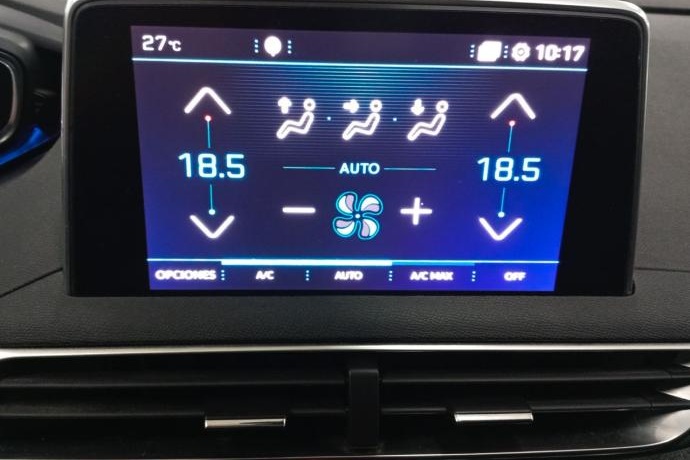 27°C 10:17
18.5 AUTO 18.5
− +
OPCIONES A/C AUTO A/C MAX OFF